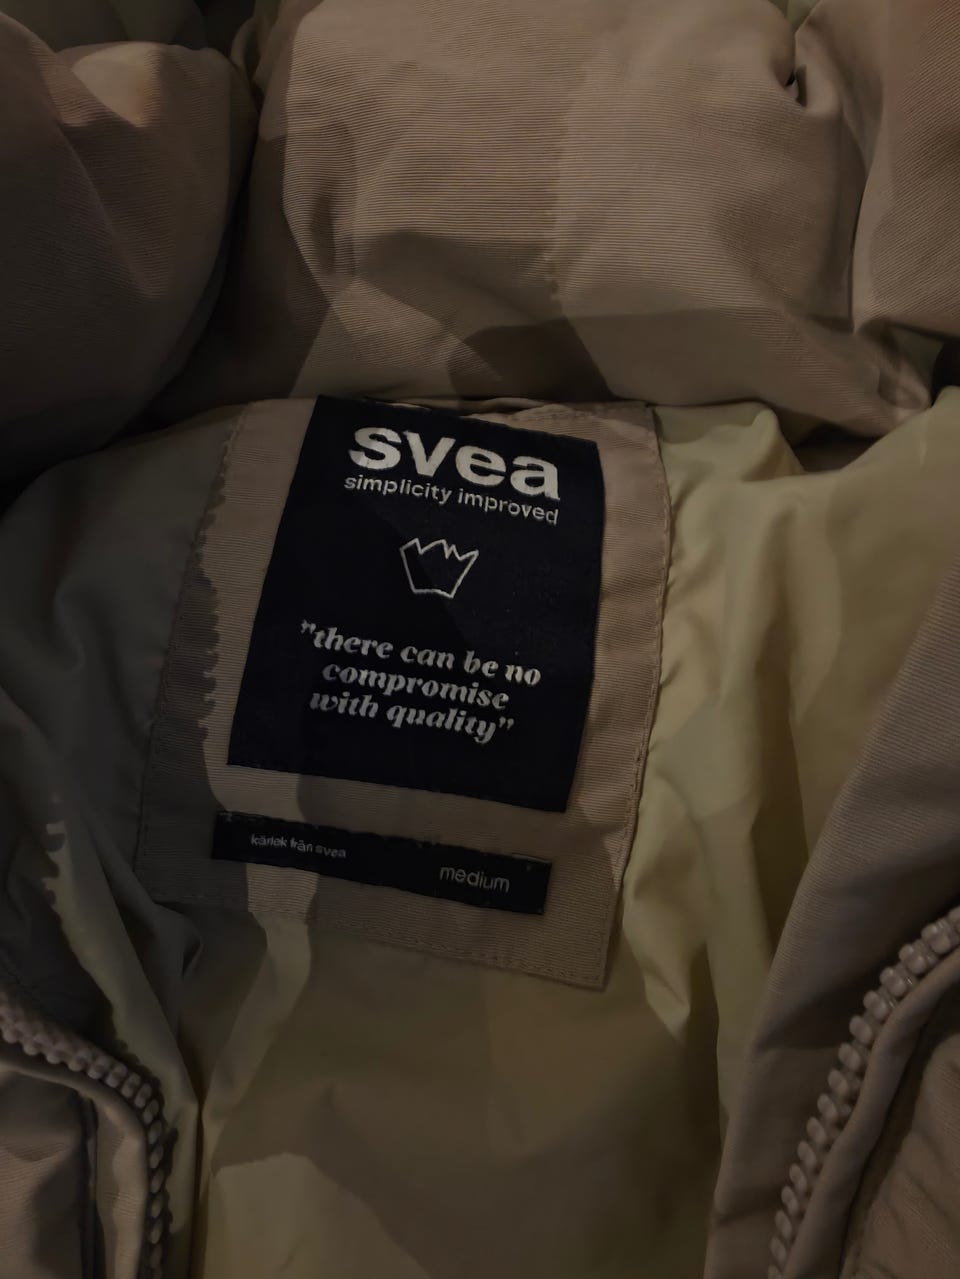 svea
simplicity improved
"there can be no
compromise
with quality"
kärlek från svea
medium